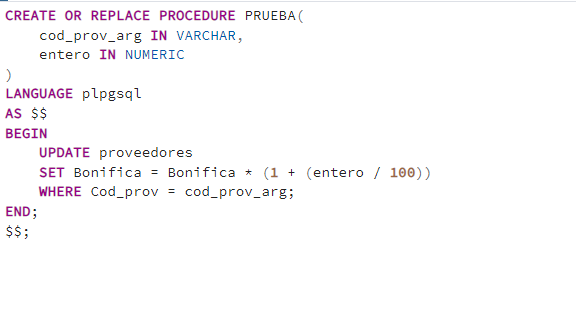 CREATE OR REPLACE PROCEDURE PRUEBA(
    cod_prov_arg IN VARCHAR,
    entero IN NUMERIC
)
LANGUAGE plpgsql
AS $$
BEGIN
    UPDATE proveedores
    SET Bonifica = Bonifica * (1 + (entero / 100))
    WHERE Cod_prov = cod_prov_arg;
END;
$$;